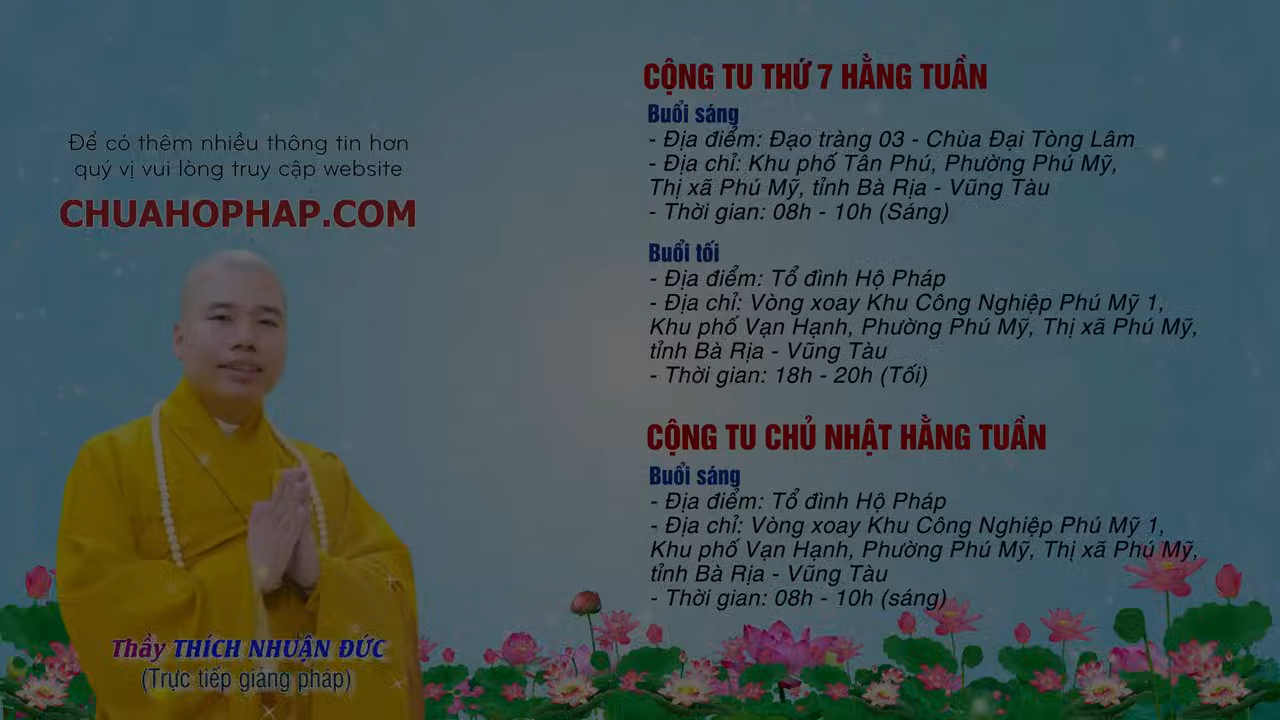 Để có thêm nhiều thông tin hơn
quý vị vui lòng truy cập website
CHUAHOPHAP.COM
Thầy THÍCH NHUẬN ĐỨC
(Trực tiếp giảng pháp)
CỘNG TU THỨ 7 HẰNG TUẦN
Buổi sáng
- Địa điểm: Đạo tràng 03 - Chùa Đại Tòng Lâm
- Địa chỉ: Khu phố Tân Phú, Phường Phú Mỹ,
Thị xã Phú Mỹ, tỉnh Bà Rịa - Vũng Tàu
- Thời gian: 08h - 10h (Sáng)
Buổi tối
- Địa điểm: Tổ đình Hộ Pháp
- Địa chỉ: Vòng xoay Khu Công Nghiệp Phú Mỹ 1,
Khu phố Vạn Hạnh, Phường Phú Mỹ, Thị xã Phú Mỹ,
tỉnh Bà Rịa - Vũng Tàu
- Thời gian: 18h - 20h (Tối)
CỘNG TU CHỦ NHẬT HẰNG TUẦN
Buổi sáng
- Địa điểm: Tổ đình Hộ Pháp
- Địa chỉ: Vòng xoay Khu Công Nghiệp Phú Mỹ 1,
Khu phố Vạn Hạnh, Phường Phú Mỹ, Thị xã Phú Mỹ,
tỉnh Bà Rịa - Vũng Tàu
- Thời gian: 08h - 10h (sáng)